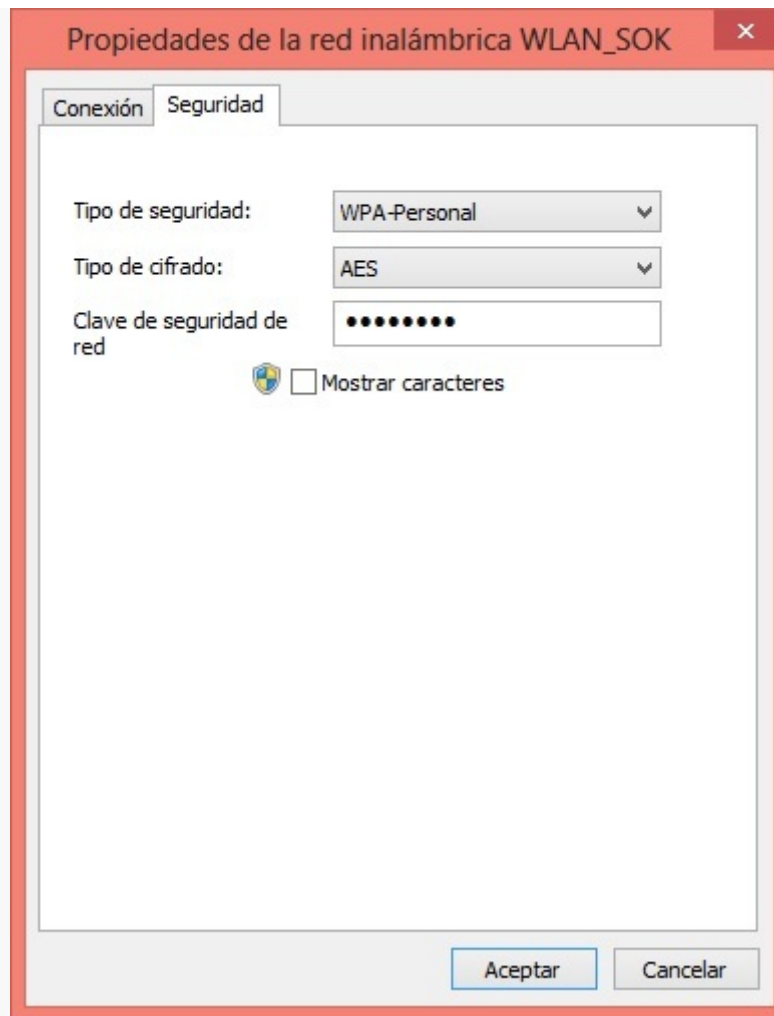 Propiedades de la red inalámbrica WLAN_SOK
Conexión
Seguridad
Tipo de seguridad:
WPA-Personal
Tipo de cifrado:
AES
Clave de seguridad de
red
••••••••
Mostrar caracteres
Aceptar
Cancelar